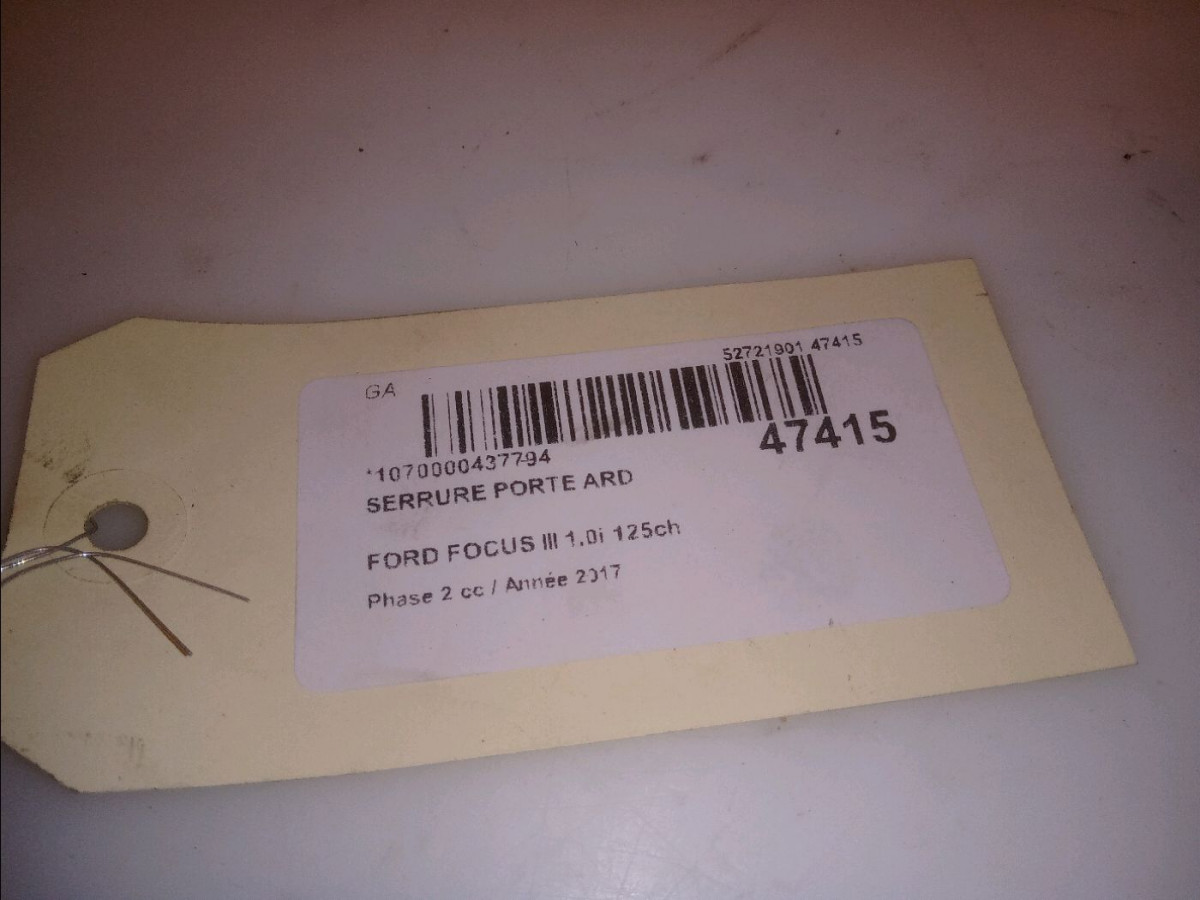 GA
52721901 47415
47415
*1070000437794
SERRURE PORTE ARD
FORD FOCUS III 1.0i 125ch
Phase 2 cc / Année 2017